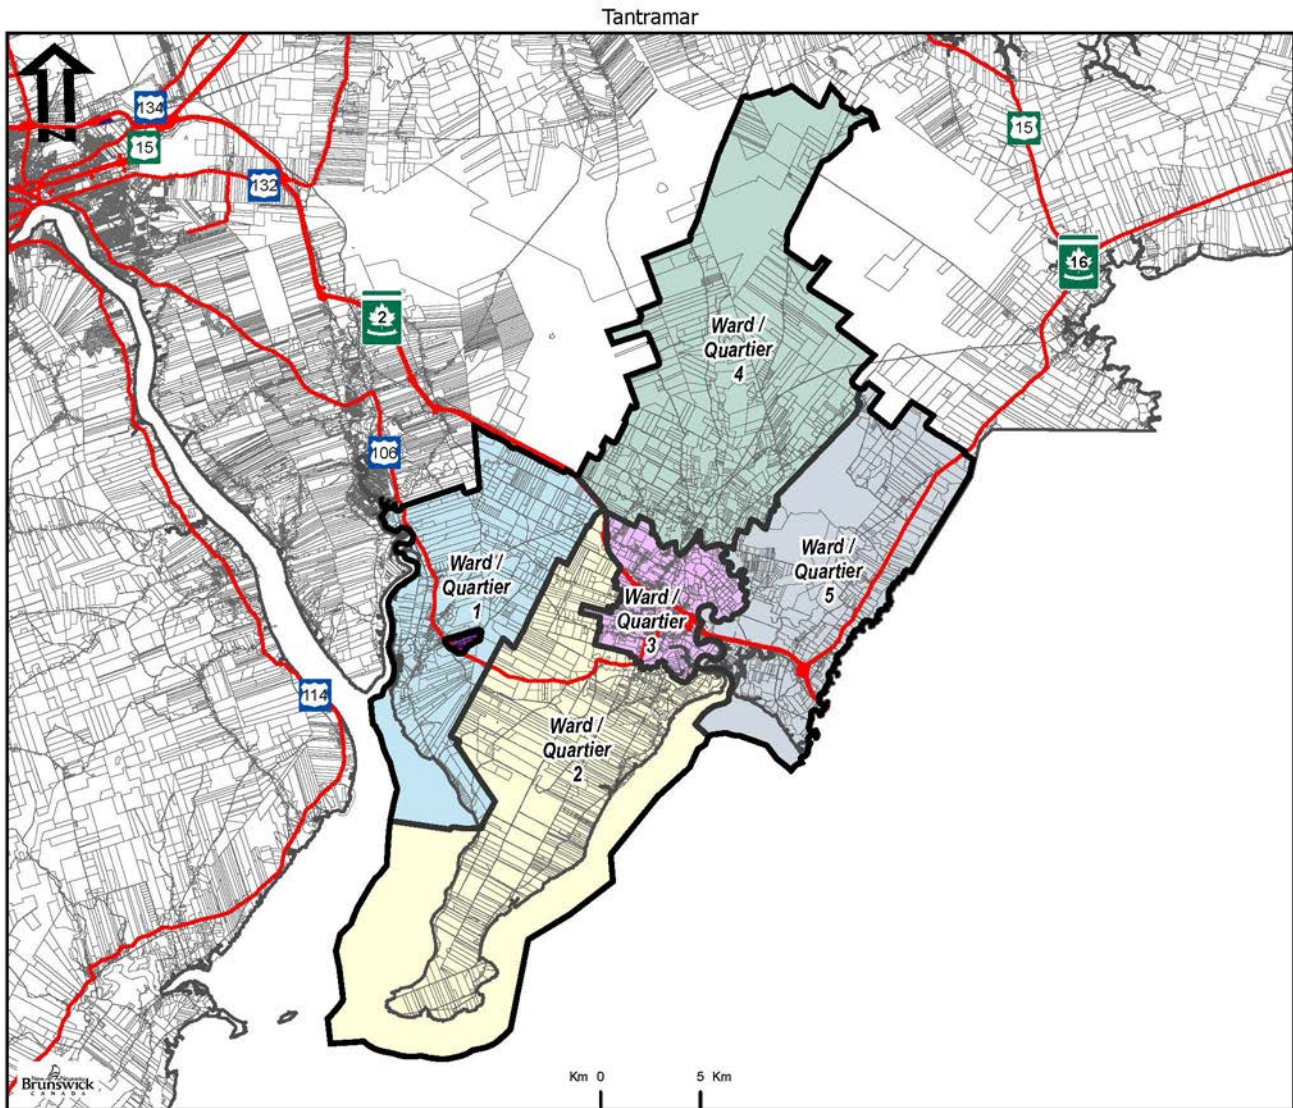 Tantramar
134
15
132
15
16
2
Ward /
Quartier
4
106
Ward /
Quartier
1
Ward /
Quartier
5
Ward /
Quartier
3
114
Ward /
Quartier
2
Brunswick
CANADA
Km 0 5 Km